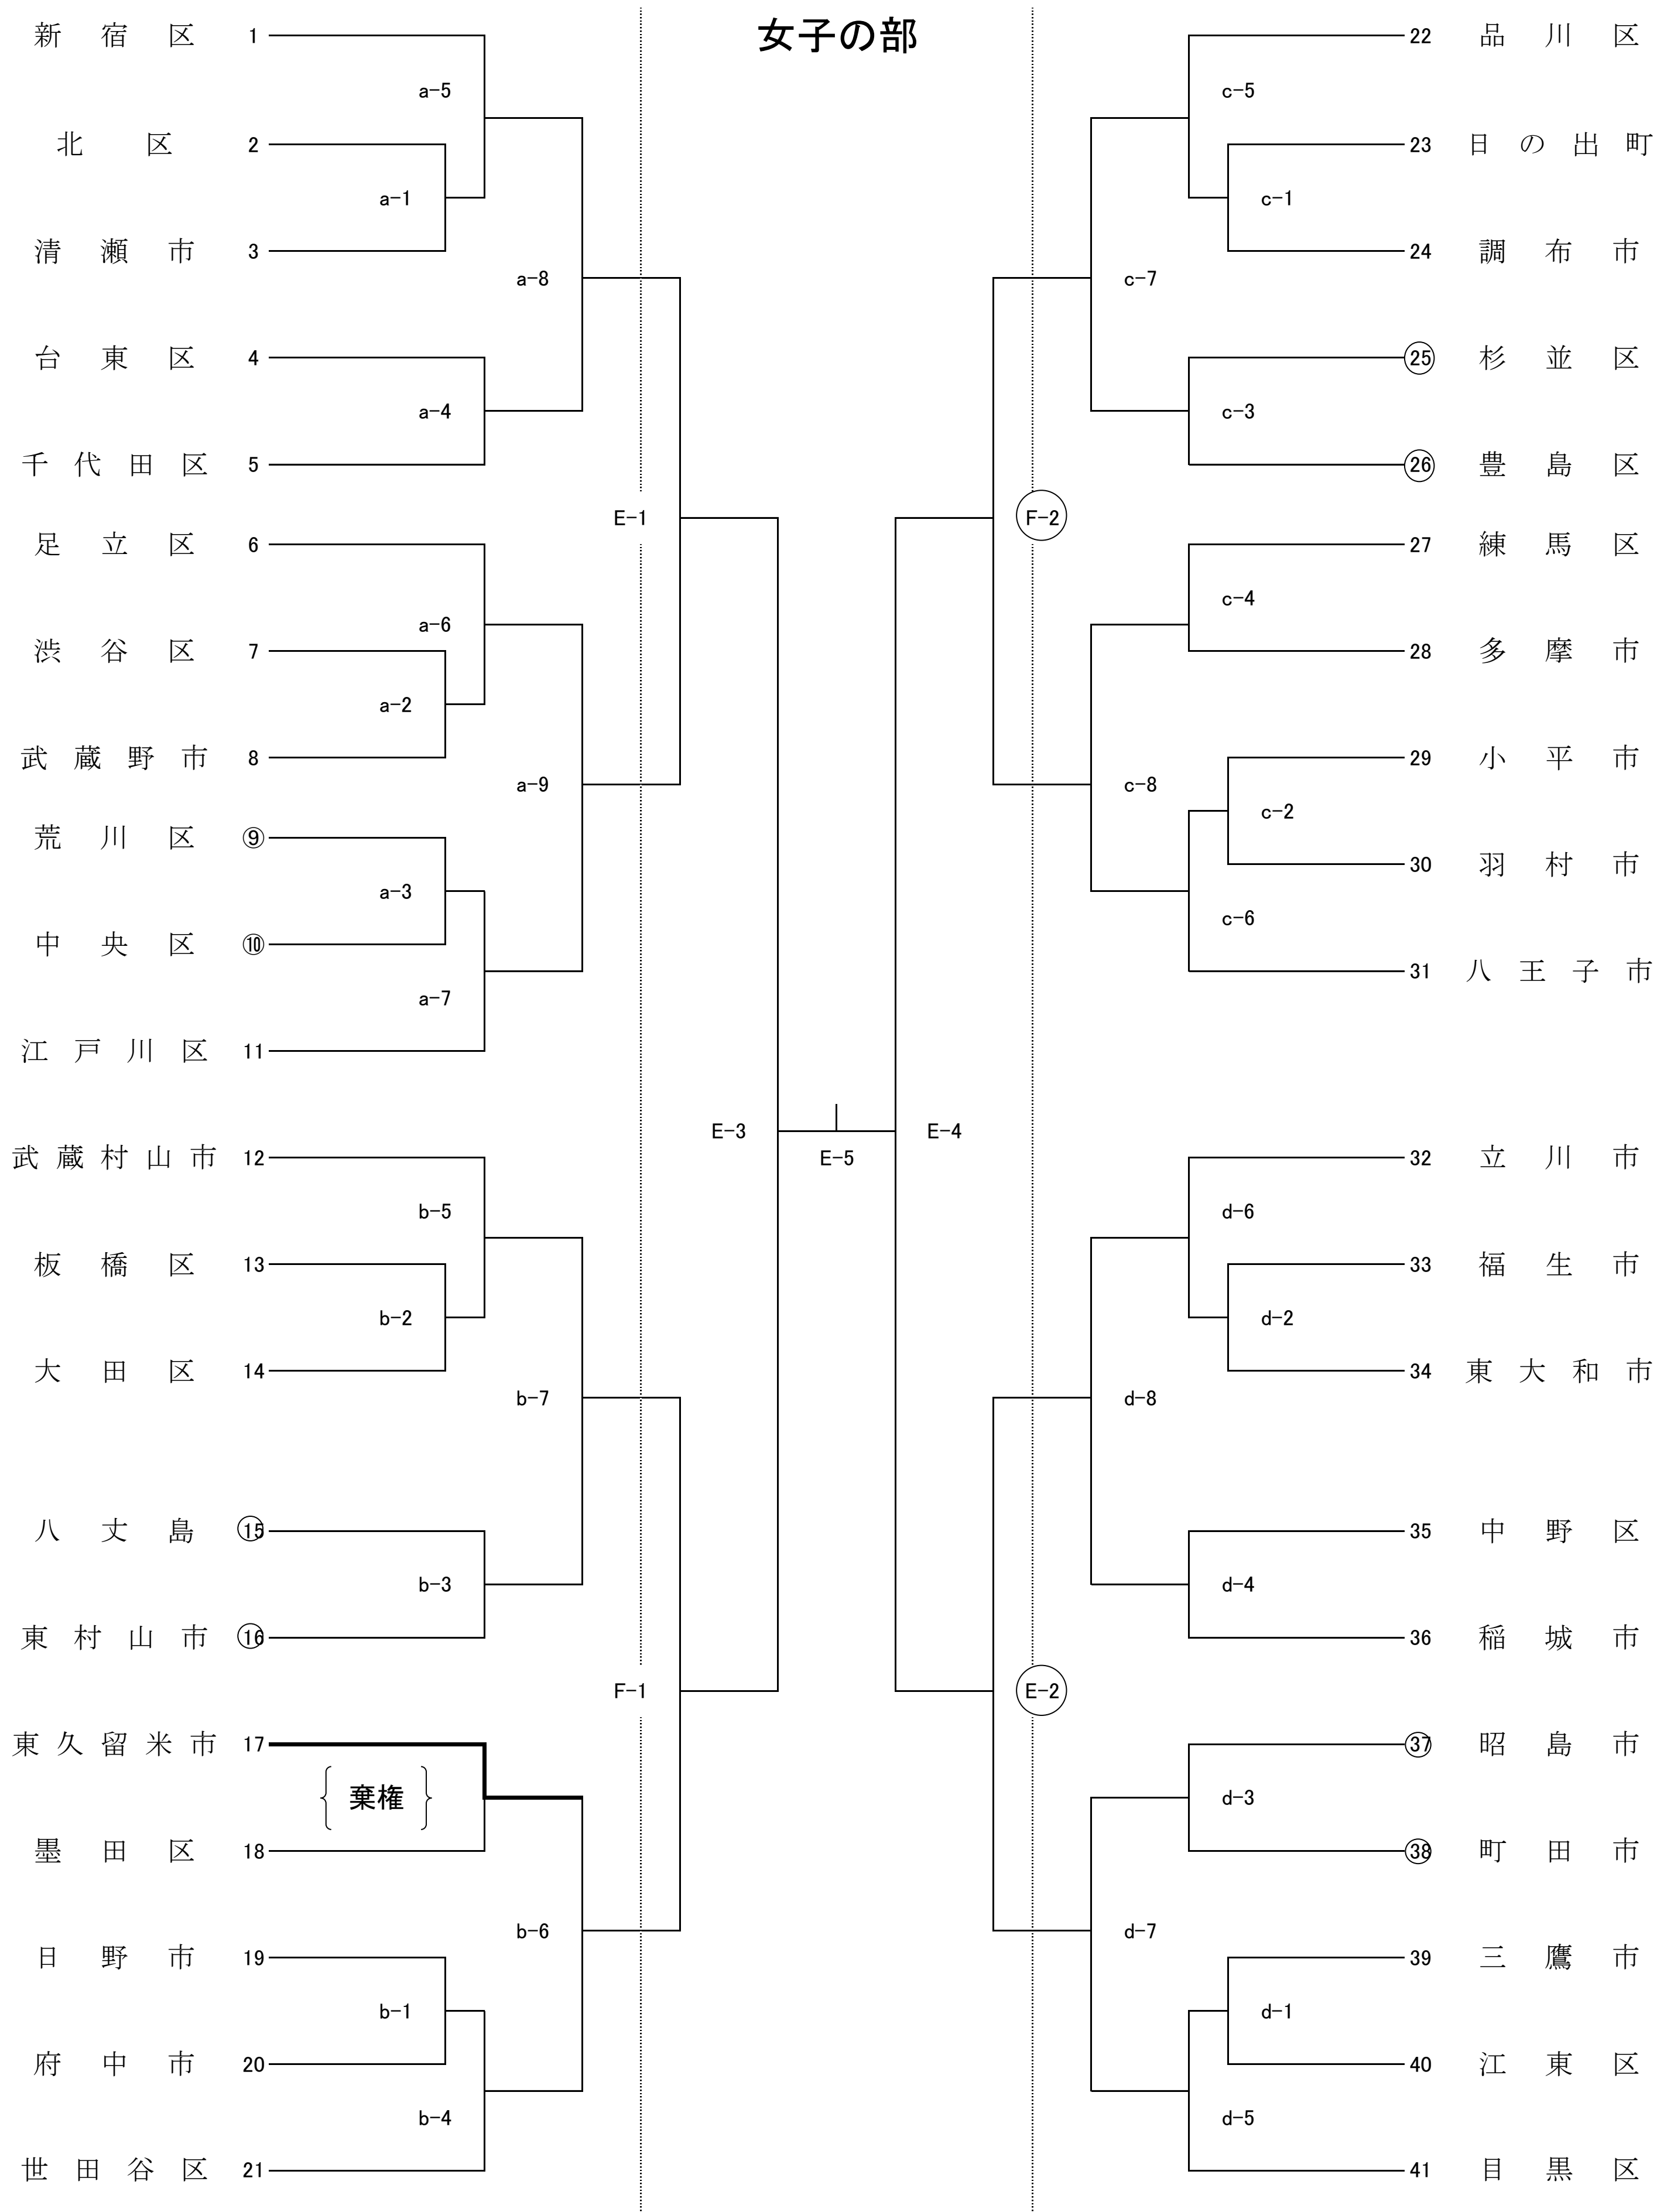 女子の部
新宿区 1
a-5
北区 2
a-1
清瀬市 3
a-8
台東区 4
a-4
千代田区 5
E-1
足立区 6
a-6
渋谷区 7
a-2
武蔵野市 8
a-9
荒川区 ⑨
a-3
中央区 ⑩
a-7
江戸川区 11
E-3
武蔵村山市 12
b-5
板橋区 13
b-2
大田区 14
b-7
八丈島 15
b-3
東村山市 16
F-1
東久留米市 17
棄権
墨田区 18
b-6
日野市 19
b-1
府中市 20
b-4
世田谷区 21
E-5
22 品川区
c-5
23 日の出町
c-1
24 調布市
c-7
25 杉並区
c-3
26 豊島区
F-2
27 練馬区
c-4
28 多摩市
29 小平市
c-8
c-2
30 羽村市
c-6
31 八王子市
E-4
32 立川市
d-6
33 福生市
d-2
34 東大和市
d-8
35 中野区
d-4
36 稲城市
E-2
37 昭島市
d-3
38 町田市
d-7
39 三鷹市
d-1
40 江東区
d-5
41 目黒区